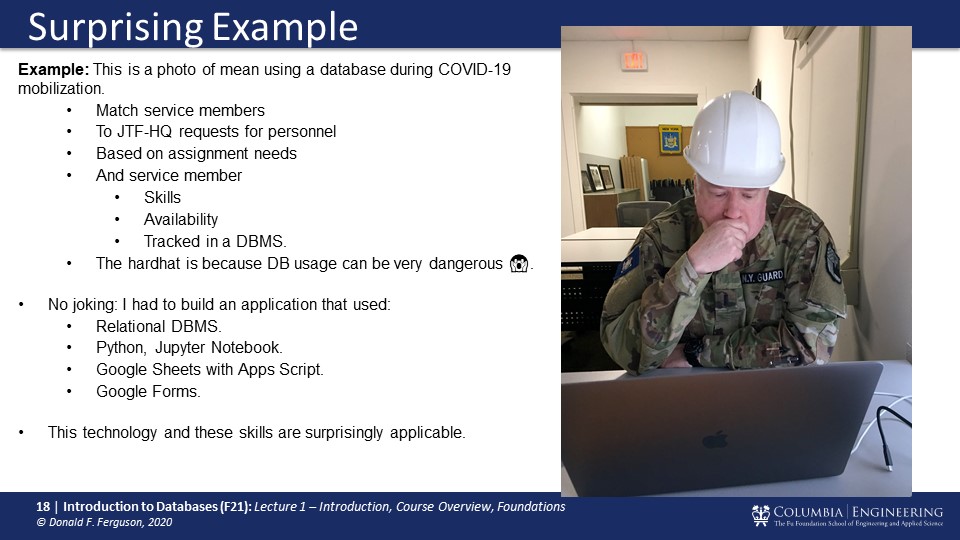 Surprising Example
Example: This is a photo of mean using a database during COVID-19
mobilization.
• Match service members
• To JTF-HQ requests for personnel
• Based on assignment needs
• And service member
• Skills
• Availability
• Tracked in a DBMS.
• The hardhat is because DB usage can be very dangerous 😱.
• No joking: I had to build an application that used:
• Relational DBMS.
• Python, Jupyter Notebook.
• Google Sheets with Apps Script.
• Google Forms.
• This technology and these skills are surprisingly applicable.
EXIT
NEW YORK
N.Y. GUARD
18 | Introduction to Databases (F21): Lecture 1 – Introduction, Course Overview, Foundations
© Donald F. Ferguson, 2020
COLUMBIA | ENGINEERING
The Fu Foundation School of Engineering and Applied Science